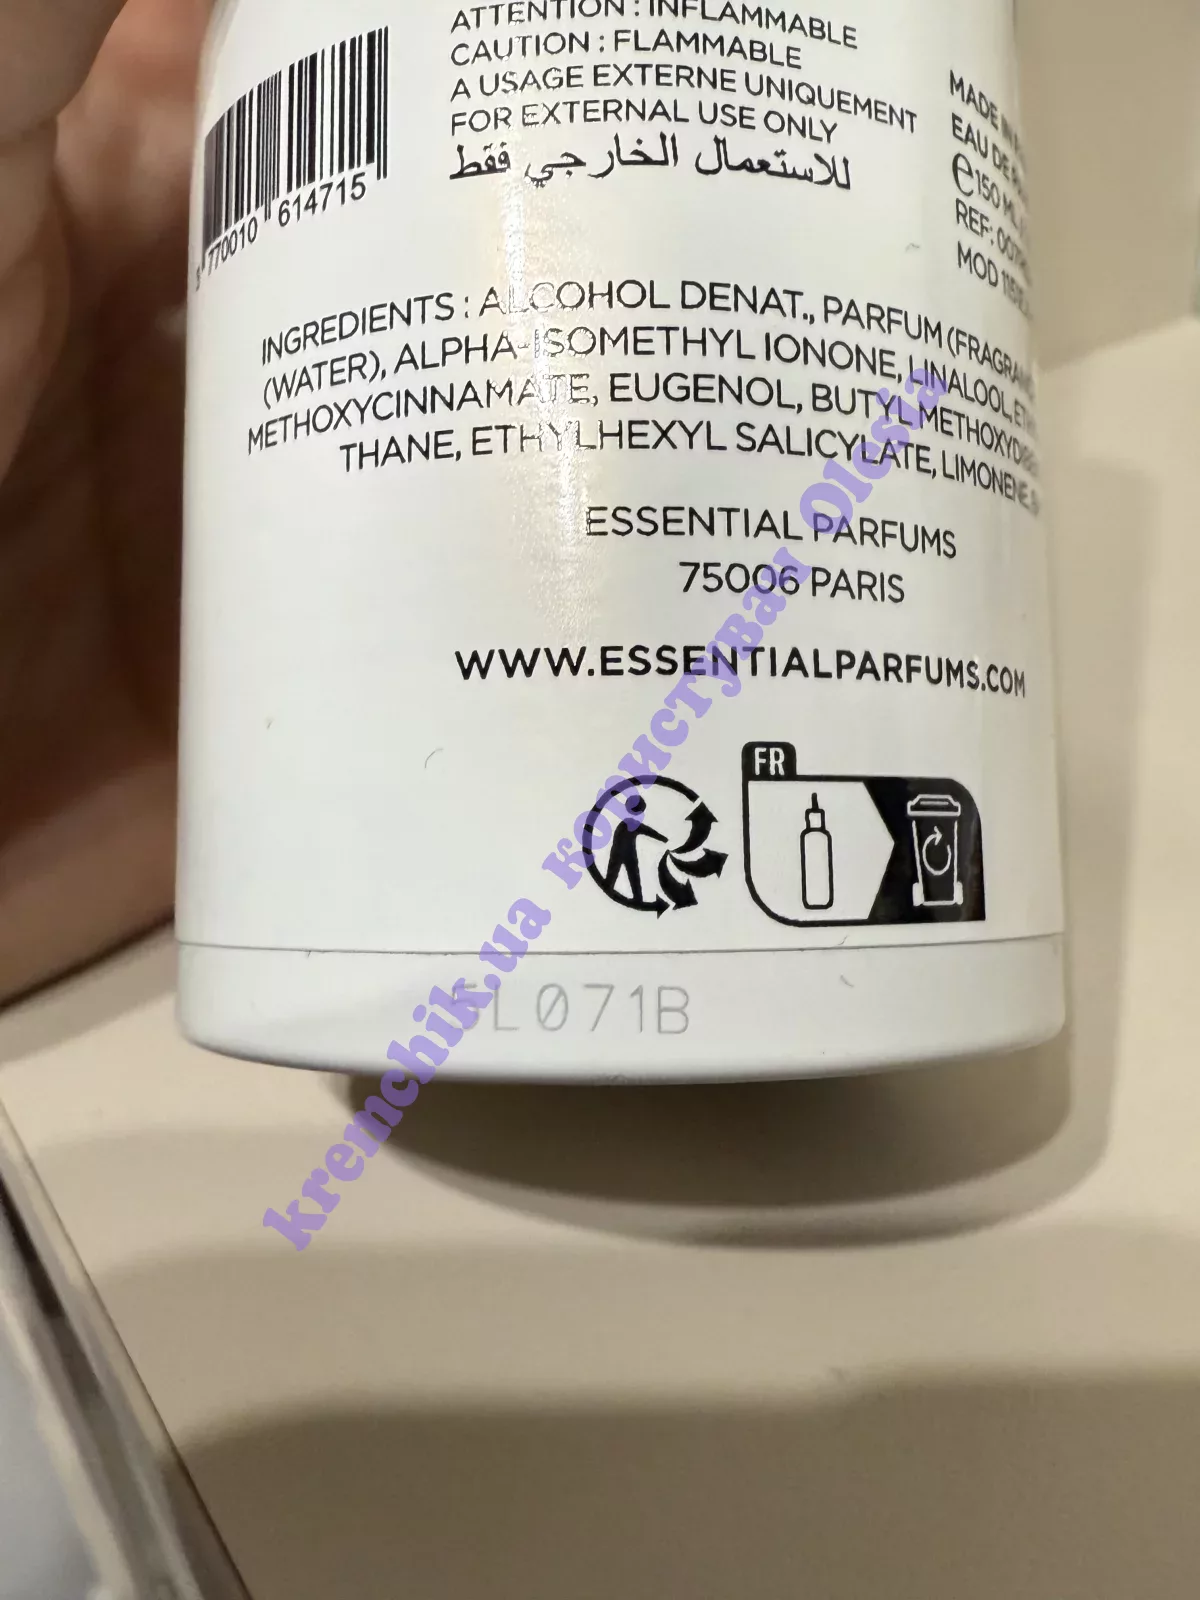 ATTENTION : INFLAMMABLE
CAUTION : FLAMMABLE
A USAGE EXTERNE UNIQUEMENT
FOR EXTERNAL USE ONLY
للاستعمال الخارجي فقط
770010 614715
MADE
EAU DE
℮150 ML
REF:
MOD
INGREDIENTS : ALCOHOL DENAT., PARFUM
(WATER), ALPHA-ISOMETHYL IONONE, LINALOOL,
METHOXYCINNAMATE, EUGENOL, BUTYL
THANE, ETHYLHEXYL SALICYLATE, LIMONENE,
ESSENTIAL PARFUMS
75006 PARIS
WWW.ESSENTIALPARFUMS.COM
FR
5L071B
kremchik.ua користувач Olesia